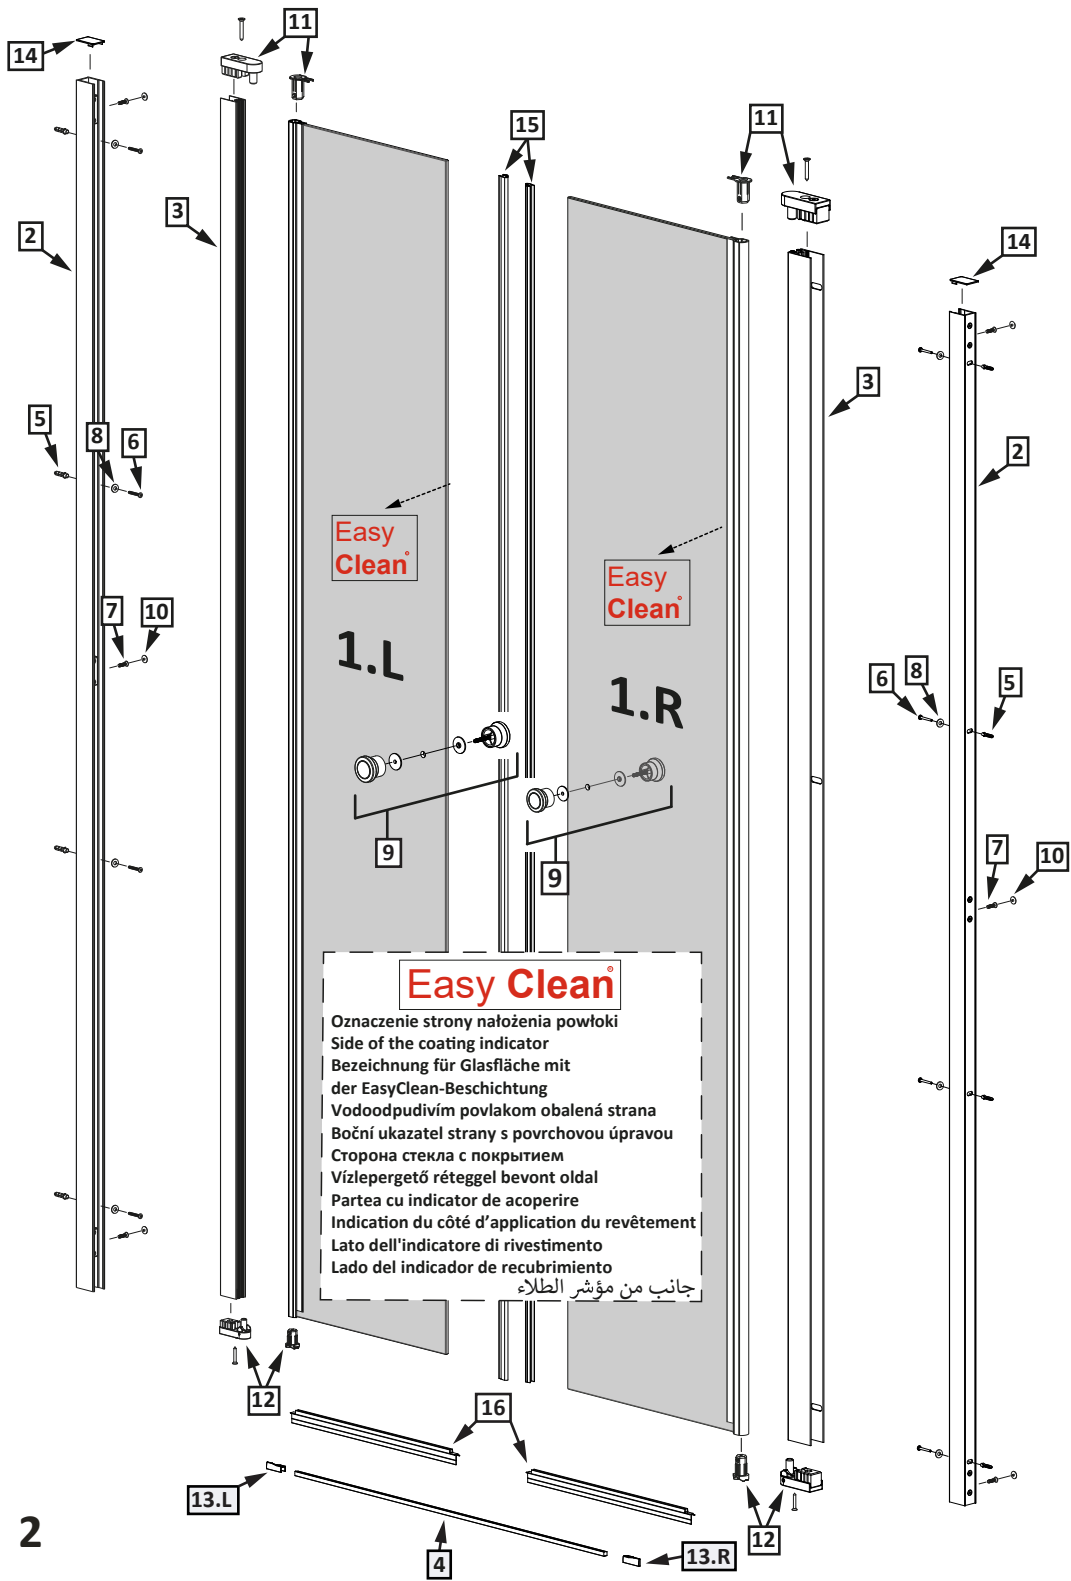 11
14
15
11
3
2
14
3
5
8
6
2
Easy
Clean®
Easy
Clean®
7
10
1.L
1.R
6
8
5
9
9
7
10
Easy Clean®
Oznaczenie strony nałożenia powłoki
Side of the coating indicator
Bezeichnung für Glasfläche mit
der EasyClean-Beschichtung
Vodoodpudivím povlakom obalená strana
Boční ukazatel strany s povrchovou úpravou
Сторона стекла с покрытием
Vízlepergető réteggel bevont oldal
Partea cu indicator de acoperire
Indication du côté d’application du revêtement
Lato dell'indicatore di rivestimento
Lado del indicador de recubrimiento
جانب من مؤشر الطلاء
12
16
13.L
2
4
13.R
12